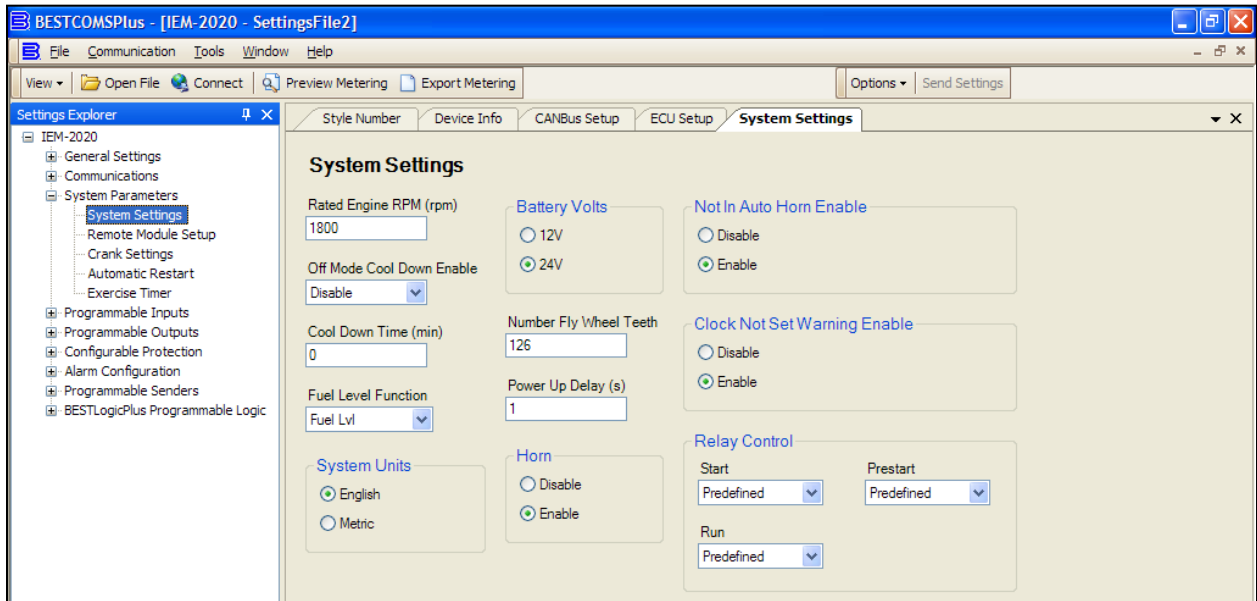 BESTCOMSPlus - [IEM-2020 - SettingsFile2]
File Communication Tools Window Help
View Open File Connect Preview Metering Export Metering Options Send Settings
Settings Explorer
IEM-2020
General Settings
Communications
System Parameters
System Settings
Remote Module Setup
Crank Settings
Automatic Restart
Exercise Timer
Programmable Inputs
Programmable Outputs
Configurable Protection
Alarm Configuration
Programmable Senders
BESTLogicPlus Programmable Logic
Style Number Device Info CANBus Setup ECU Setup System Settings
System Settings
Rated Engine RPM (rpm)
1800
Off Mode Cool Down Enable
Disable
Cool Down Time (min)
0
Fuel Level Function
Fuel Lvl
System Units
English
Metric
Battery Volts
12V
24V
Number Fly Wheel Teeth
126
Power Up Delay (s)
1
Horn
Disable
Enable
Not In Auto Horn Enable
Disable
Enable
Clock Not Set Warning Enable
Disable
Enable
Relay Control
Start Prestart
Predefined Predefined
Run
Predefined